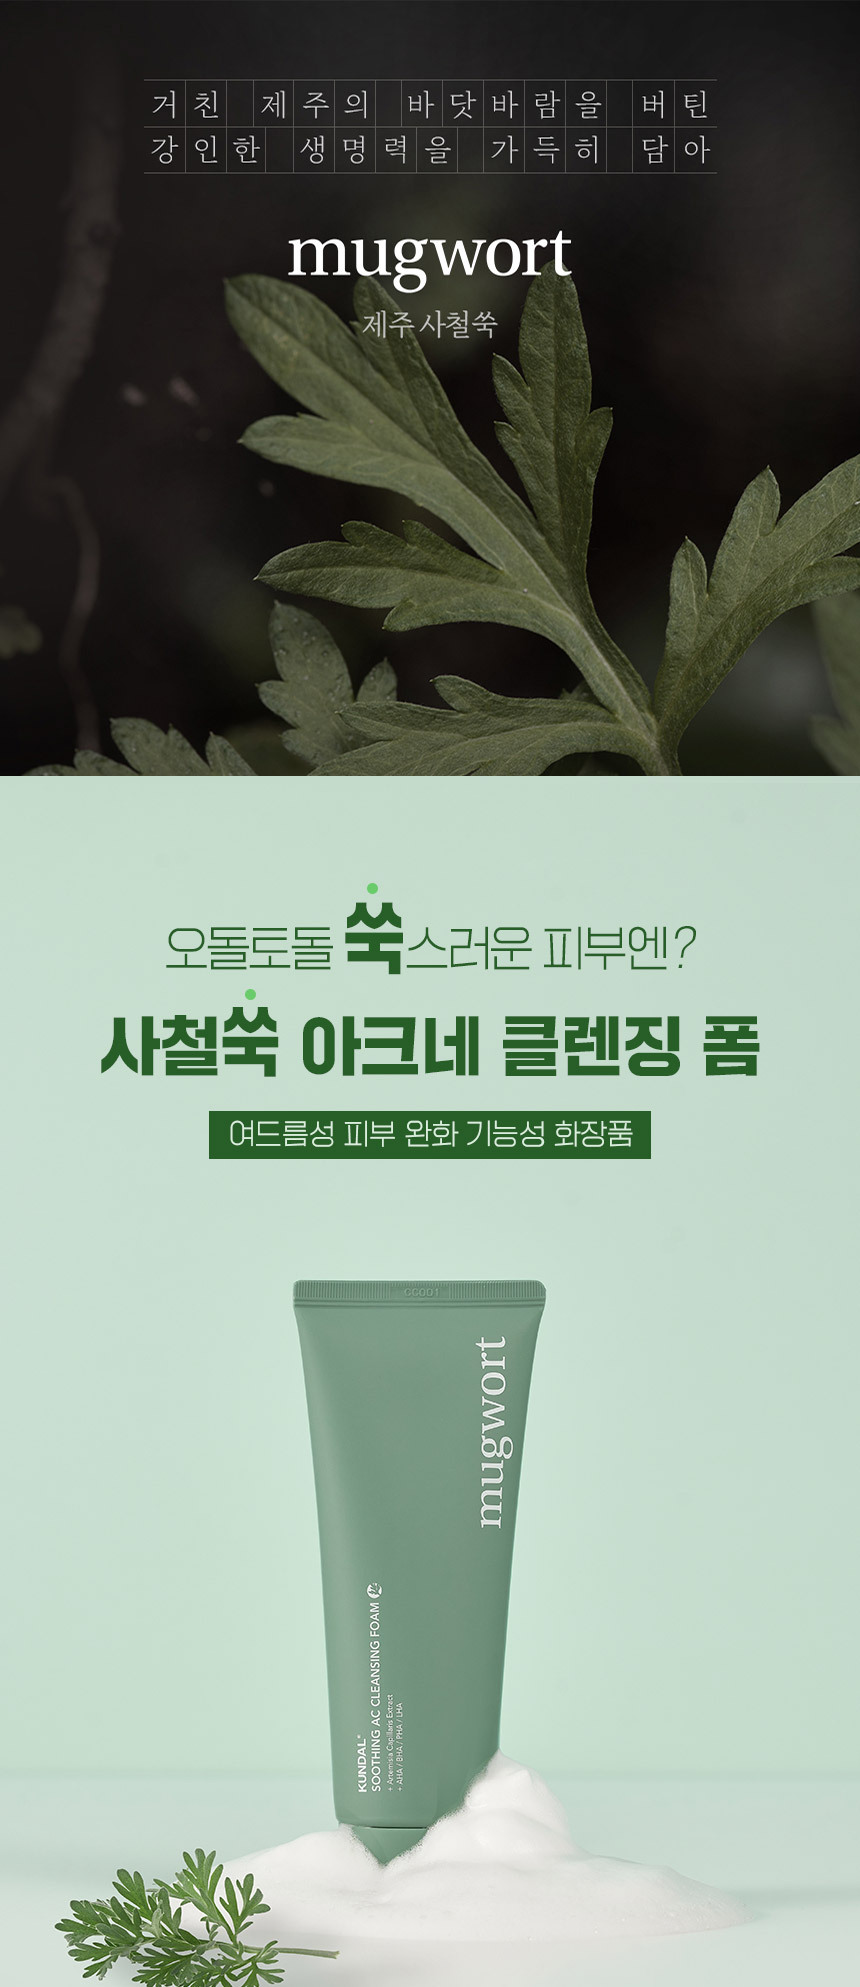 거친 제주의 바닷바람을 버틴
강인한 생명력을 가득히 담아
mugwort
제주 사철쑥
오돌토돌 쑥스러운 피부엔?
사철쑥 아크네 클렌징 폼
여드름성 피부 완화 기능성 화장품
CC001
mugwort
KUNDAL®
SOOTHING AC CLEANSING FOAM
+ Artemisia Capillaris Extract
+ AHA / BHA / PHA / LHA